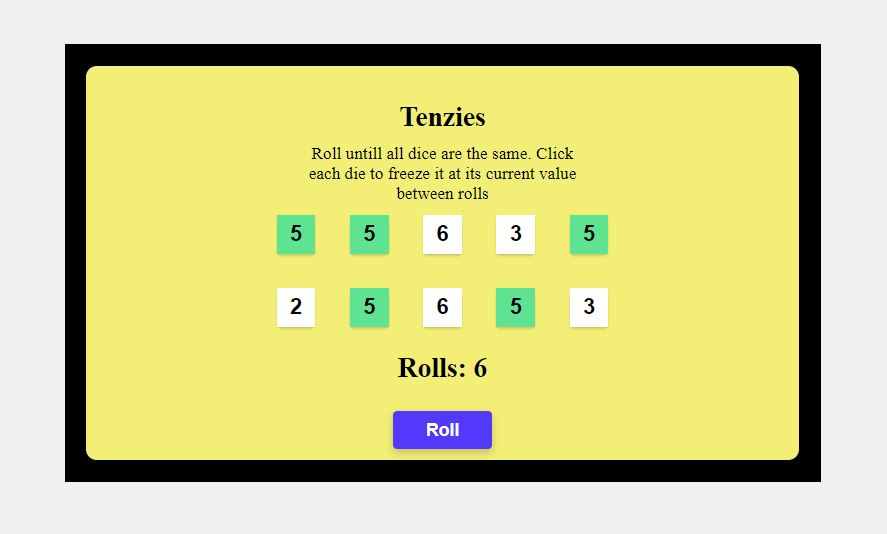 Tenzies
Roll untill all dice are the same. Click
each die to freeze it at its current value
between rolls
5 5 6 3 5
2 5 6 5 3
Rolls: 6
Roll